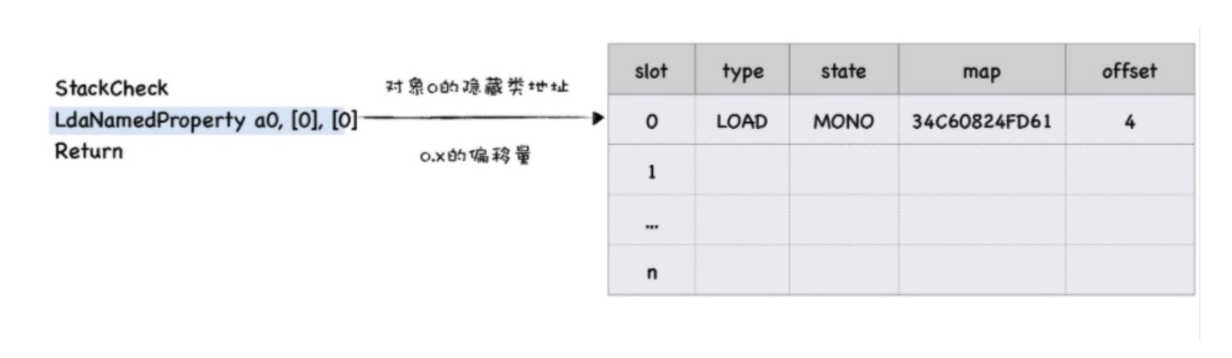 StackCheck
LdaNamedProperty a0, [0], [0]
Return
对象o的隐藏类地址
o.x的偏移量
slot type state map offset
0 LOAD MONO 34C60824FD61 4
1
...
n